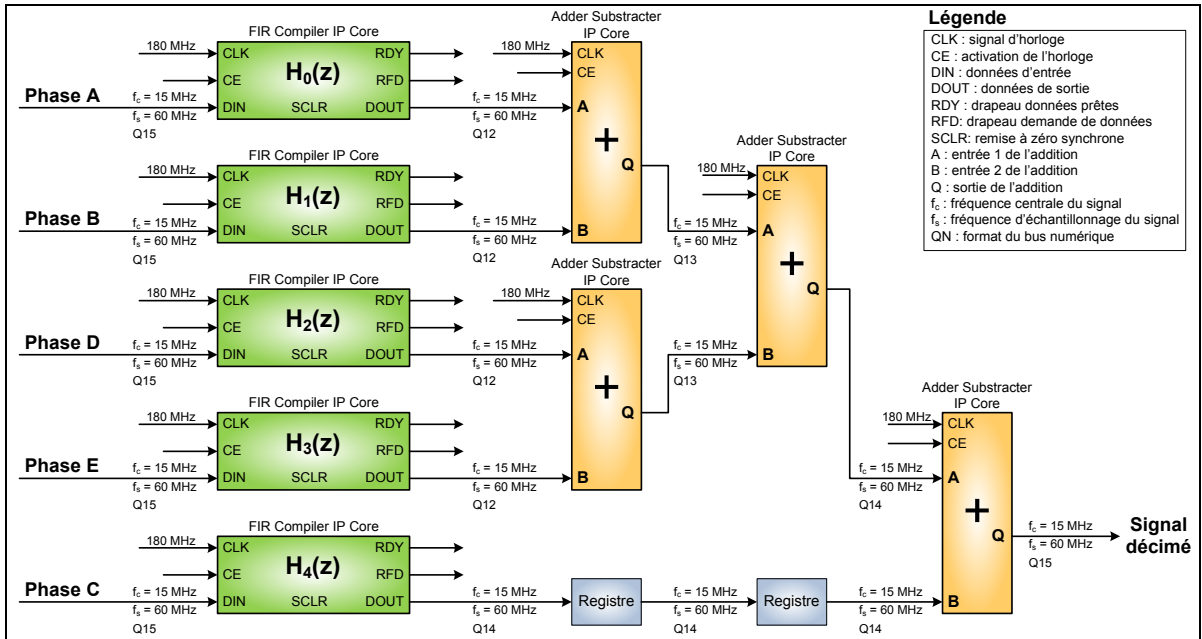 Légende
CLK : signal d'horloge
CE : activation de l'horloge
DIN : données d'entrée
DOUT : données de sortie
RDY : drapeau données prêtes
RFD: drapeau demande de données
SCLR: remise à zéro synchrone
A : entrée 1 de l'addition
B : entrée 2 de l'addition
Q : sortie de l'addition
fc : fréquence centrale du signal
fs : fréquence d'échantillonnage du signal
QN : format du bus numérique
FIR Compiler IP Core
180 MHz
CLK
RDY
H0(z)
CE
RFD
Phase A
DIN
SCLR
DOUT
fc = 15 MHz
fs = 60 MHz
Q15
fc = 15 MHz
fs = 60 MHz
Q12
FIR Compiler IP Core
180 MHz
CLK
RDY
H1(z)
CE
RFD
Phase B
DIN
SCLR
DOUT
fc = 15 MHz
fs = 60 MHz
Q15
fc = 15 MHz
fs = 60 MHz
Q12
Adder Substracter
IP Core
180 MHz
CLK
CE
A
+
Q
B
fc = 15 MHz
fs = 60 MHz
Q13
FIR Compiler IP Core
180 MHz
CLK
RDY
H2(z)
CE
RFD
Phase D
DIN
SCLR
DOUT
fc = 15 MHz
fs = 60 MHz
Q15
fc = 15 MHz
fs = 60 MHz
Q12
FIR Compiler IP Core
180 MHz
CLK
RDY
H3(z)
CE
RFD
Phase E
DIN
SCLR
DOUT
fc = 15 MHz
fs = 60 MHz
Q15
fc = 15 MHz
fs = 60 MHz
Q12
Adder Substracter
IP Core
180 MHz
CLK
CE
A
+
Q
B
fc = 15 MHz
fs = 60 MHz
Q13
Adder Substracter
IP Core
180 MHz
CLK
CE
A
+
Q
B
fc = 15 MHz
fs = 60 MHz
Q14
FIR Compiler IP Core
180 MHz
CLK
RDY
H4(z)
CE
RFD
Phase C
DIN
SCLR
DOUT
fc = 15 MHz
fs = 60 MHz
Q15
fc = 15 MHz
fs = 60 MHz
Q14
Registre
fc = 15 MHz
fs = 60 MHz
Q14
Registre
fc = 15 MHz
fs = 60 MHz
Q14
Adder Substracter
IP Core
180 MHz
CLK
CE
A
+
Q
B
fc = 15 MHz
fs = 60 MHz
Q15
Signal
décimé